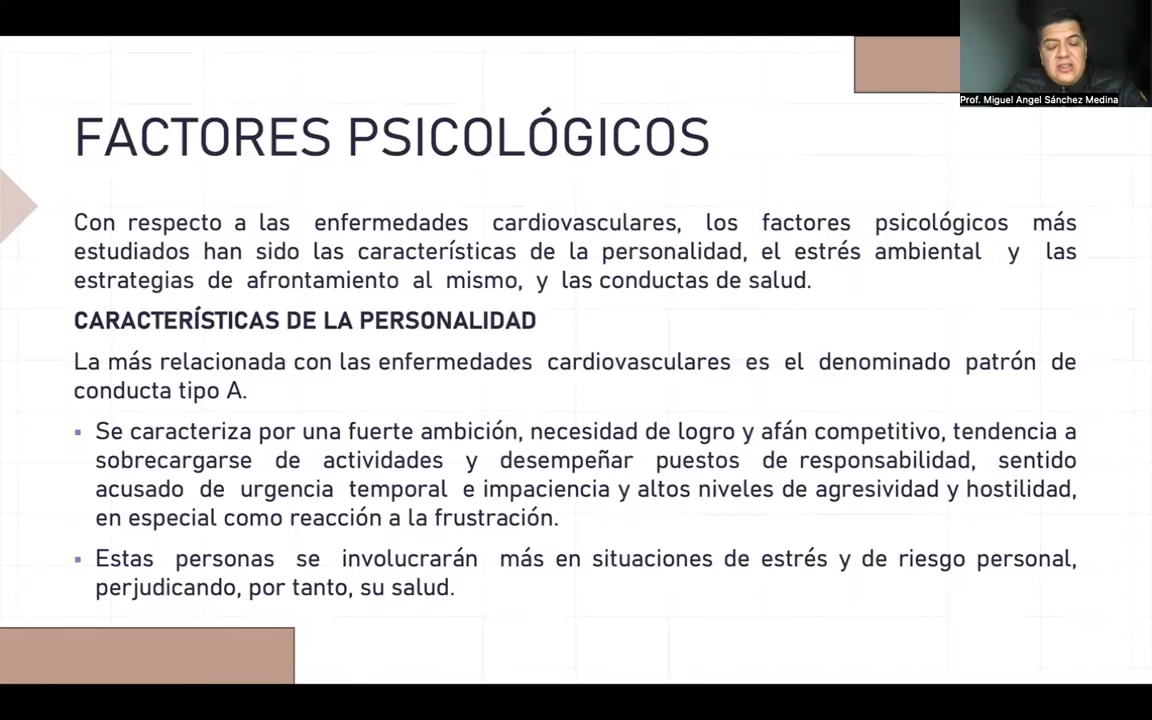 Prof. Miguel Angel Sánchez Medina
FACTORES PSICOLÓGICOS
Con respecto a las enfermedades cardiovasculares, los factores psicológicos más
estudiados han sido las características de la personalidad, el estrés ambiental y las
estrategias de afrontamiento al mismo, y las conductas de salud.
CARACTERÍSTICAS DE LA PERSONALIDAD
La más relacionada con las enfermedades cardiovasculares es el denominado patrón de
conducta tipo A.
▪ Se caracteriza por una fuerte ambición, necesidad de logro y afán competitivo, tendencia a
sobrecargarse de actividades y desempeñar puestos de responsabilidad, sentido
acusado de urgencia temporal e impaciencia y altos niveles de agresividad y hostilidad,
en especial como reacción a la frustración.
▪ Estas personas se involucrarán más en situaciones de estrés y de riesgo personal,
perjudicando, por tanto, su salud.